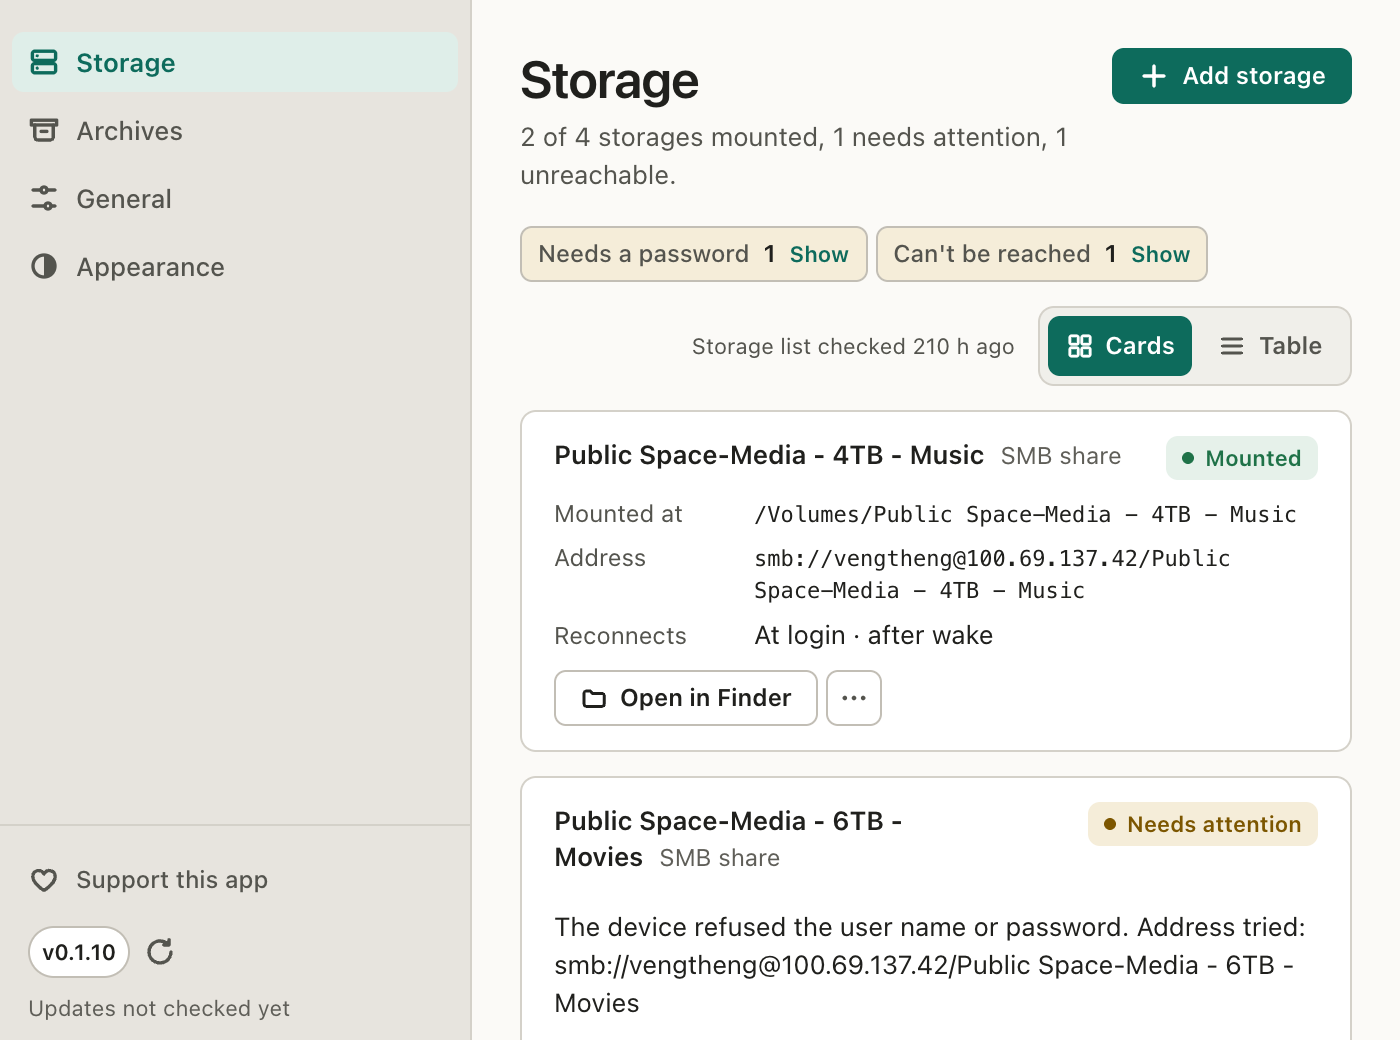 Storage
Archives
General
Appearance
Support this app
v0.1.10
Updates not checked yet
Storage
Add storage
2 of 4 storages mounted, 1 needs attention, 1
unreachable.
Needs a password 1 Show
Can't be reached 1 Show
Storage list checked 210 h ago
Cards
Table
Public Space-Media - 4TB - Music SMB share
Mounted
Mounted at /Volumes/Public Space-Media - 4TB - Music
Address smb://vengtheng@100.69.137.42/Public
Space-Media - 4TB - Music
Reconnects At login · after wake
Open in Finder
Public Space-Media - 6TB -
Movies SMB share
Needs attention
The device refused the user name or password. Address tried:
smb://vengtheng@100.69.137.42/Public Space-Media - 6TB -
Movies